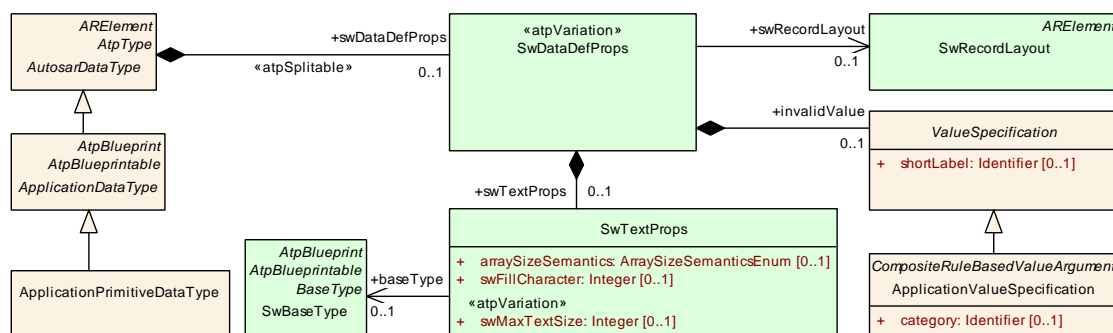 ARElement
AtpType
AutosarDataType
+swDataDefProps
«atpSplitable»
0..1
«atpVariation»
SwDataDefProps
+swRecordLayout
0..1
ARElement
SwRecordLayout
+invalidValue
0..1
ValueSpecification
+ shortLabel: Identifier [0..1]
AtpBlueprint
AtpBlueprintable
ApplicationDataType
+swTextProps
0..1
ApplicationPrimitiveDataType
AtpBlueprint
AtpBlueprintable
BaseType
SwBaseType
+baseType
0..1
SwTextProps
+ arraySizeSemantics: ArraySizeSemanticsEnum [0..1]
+ swFillCharacter: Integer [0..1]
«atpVariation»
+ swMaxTextSize: Integer [0..1]
CompositeRuleBasedValueArgument
ApplicationValueSpecification
+ category: Identifier [0..1]